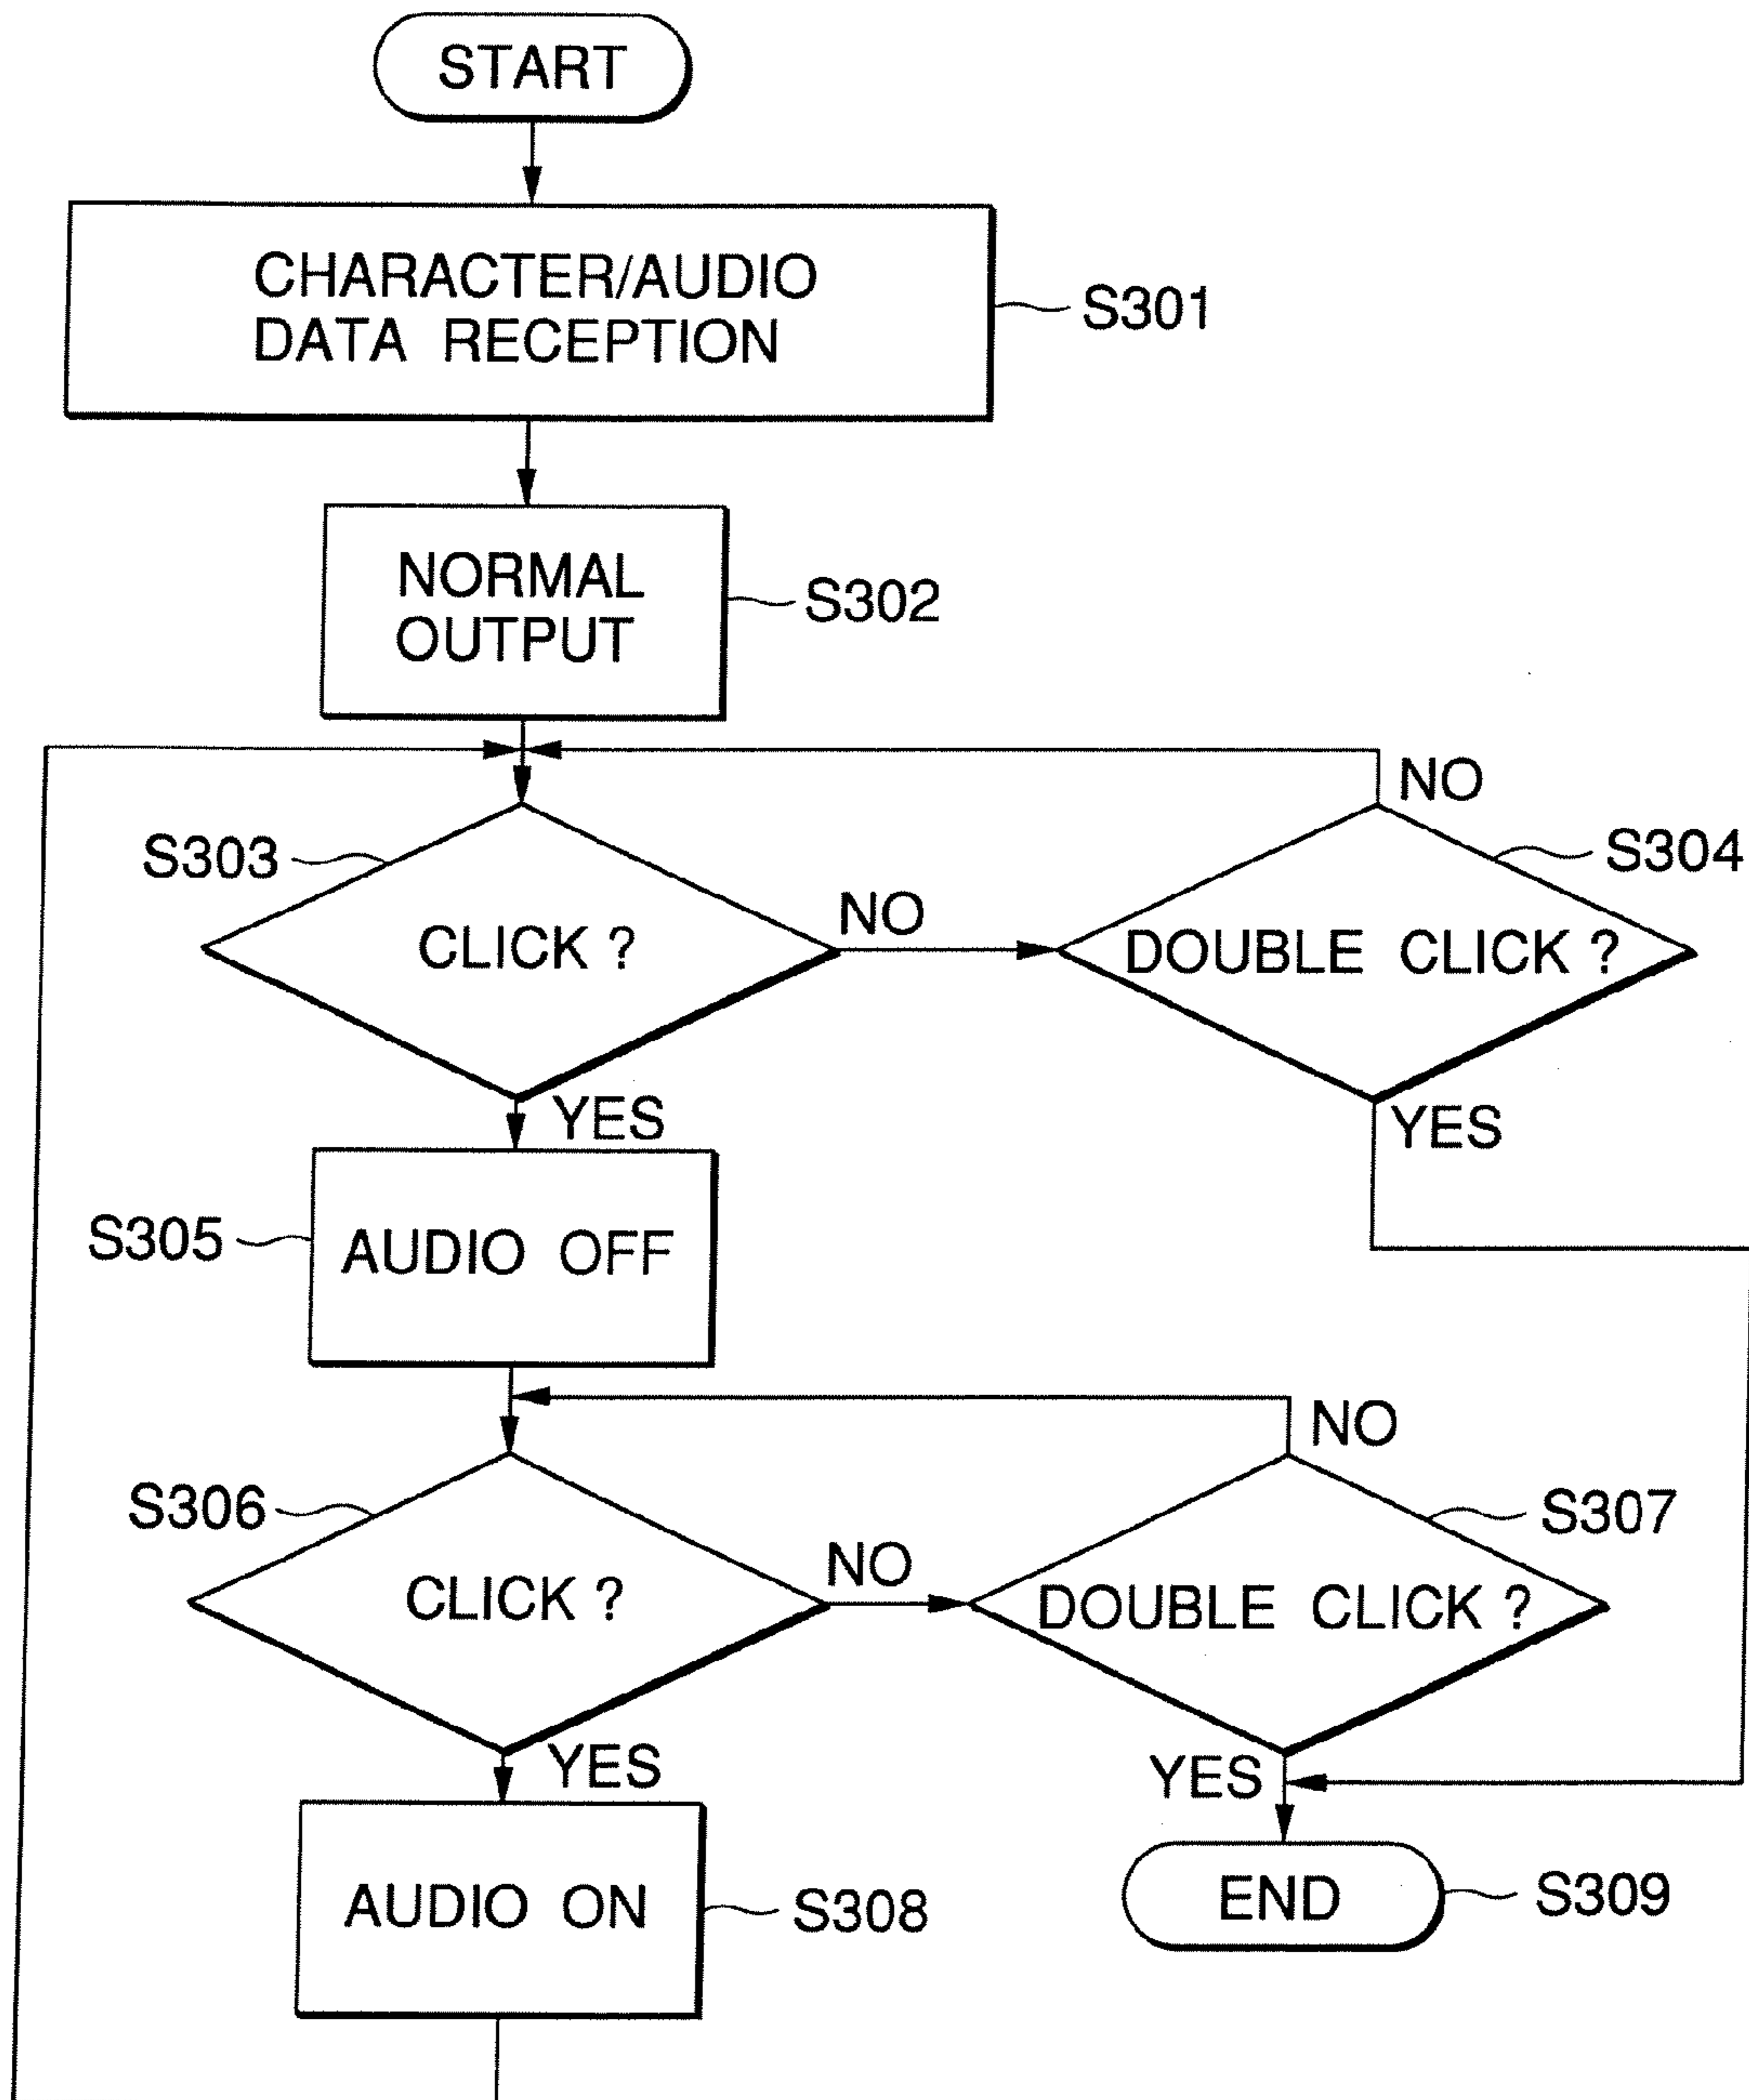 START
CHARACTER/AUDIO
DATA RECEPTION
S301
NORMAL
OUTPUT
S302
NO
S303
S304
CLICK ?
NO
DOUBLE CLICK ?
YES
YES
S305
AUDIO OFF
NO
S306
S307
CLICK ?
NO
DOUBLE CLICK ?
YES
YES
AUDIO ON
S308
END
S309